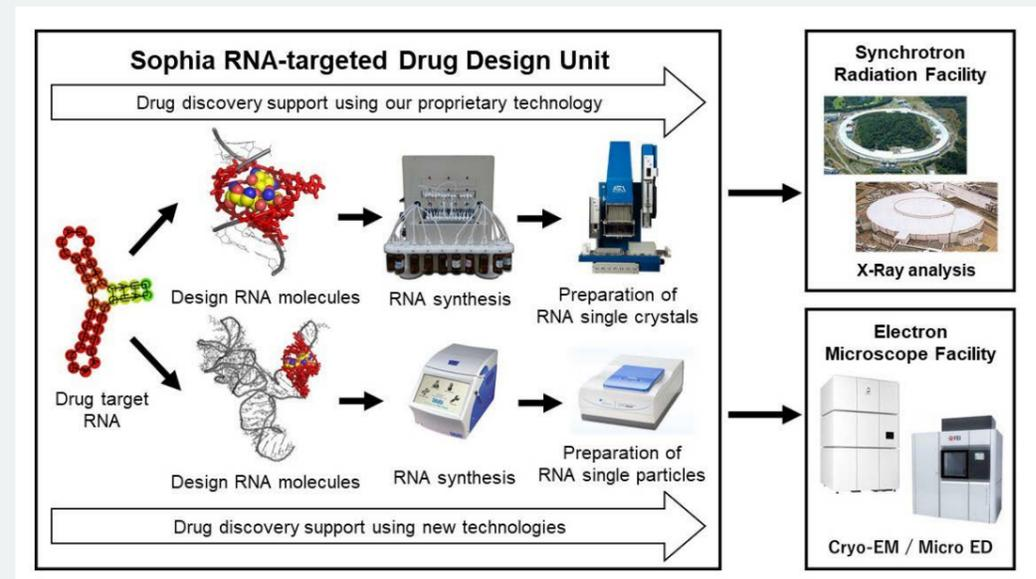 Sophia RNA-targeted Drug Design Unit
Drug discovery support using our proprietary technology
Drug target
RNA
Design RNA molecules
RNA synthesis
Preparation of
RNA single crystals
Design RNA molecules
RNA synthesis
Preparation of
RNA single particles
Drug discovery support using new technologies
Synchrotron
Radiation Facility
X-Ray analysis
Electron
Microscope Facility
FEI
Cryo-EM / Micro ED